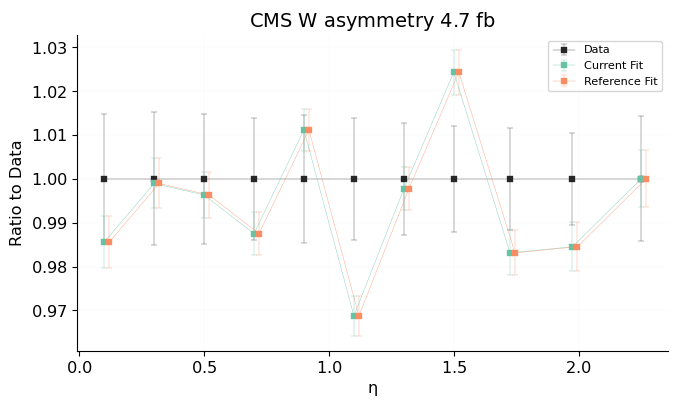 CMS W asymmetry 4.7 fb
Ratio to Data
1.03
1.02
1.01
1.00
0.99
0.98
0.97
Data
Current Fit
Reference Fit
0.0
0.5
1.0
1.5
2.0
η